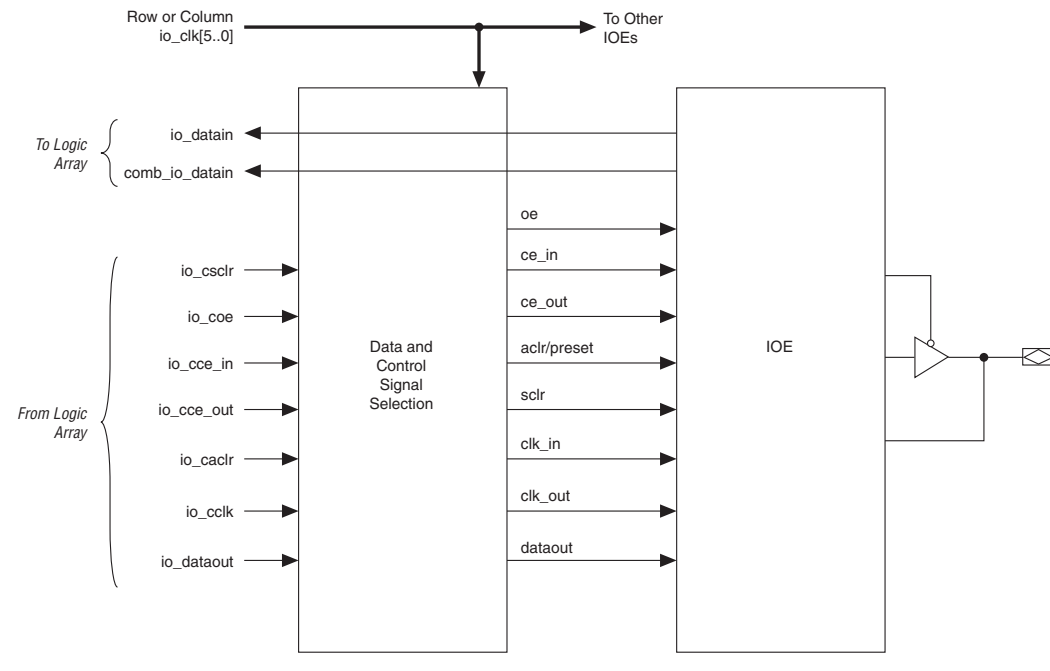 Row or Column
io_clk[5..0]
To Other
IOEs
To Logic
Array
io_datain
comb_io_datain
oe
ce_in
ce_out
aclr/preset
sclr
clk_in
clk_out
dataout
From Logic
Array
io_csclr
io_coe
io_cce_in
io_cce_out
io_caclr
io_cclk
io_dataout
Data and
Control
Signal
Selection
IOE